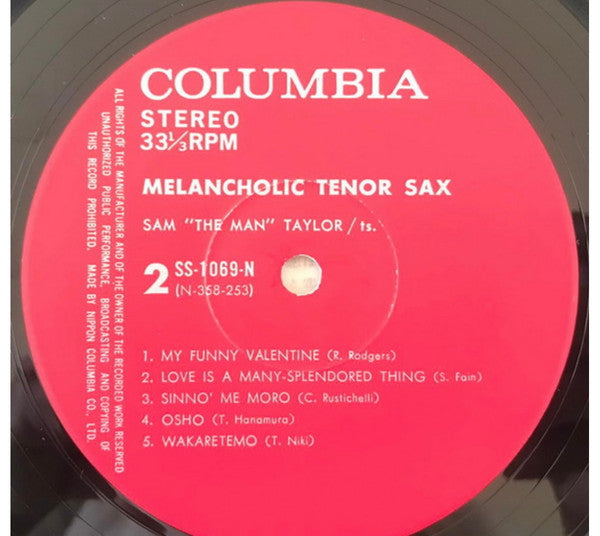 COLUMBIA
STEREO
33⅓RPM
MELANCHOLIC TENOR SAX
SAM "THE MAN" TAYLOR/ts.
2 SS-1069-N
(N-358-253)
1. MY FUNNY VALENTINE (R. Rodgers)
2. LOVE IS A MANY-SPLENDORED THING (S. Fain)
3. SINNO' ME MORO (C. Rustichelli)
4. OSHO (T. Hanamura)
5. WAKARETEMO (T. Niki)
ALL RIGHTS OF THE MANUFACTURER AND OF THE OWNER OF THE RECORDED WORK RESERVED
UNAUTHORIZED PUBLIC PERFORMANCE, BROADCASTING AND COPYING OF
THIS RECORD PROHIBITED. MADE BY NIPPON COLUMBIA CO., LTD.